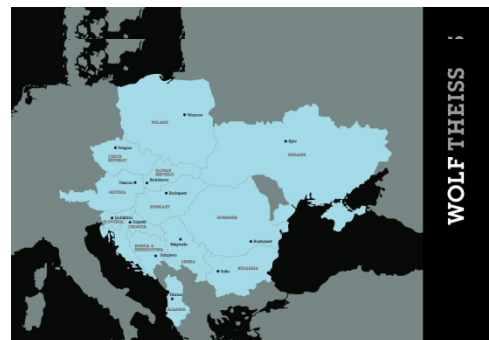 Warsaw
POLAND
Kyiv
UKRAINE
Prague
CZECH
REPUBLIC
SLOVAK
REPUBLIC
Bratislava
Vienna
AUSTRIA
Budapest
HUNGARY
Ljubljana
SLOVENIA
Zagreb
CROATIA
ROMANIA
Bucharest
Belgrade
BOSNIA &
HERZEGOVINA
Sarajevo
SERBIA
Sofia
BULGARIA
Tirana
ALBANIA
WOLF THEISS